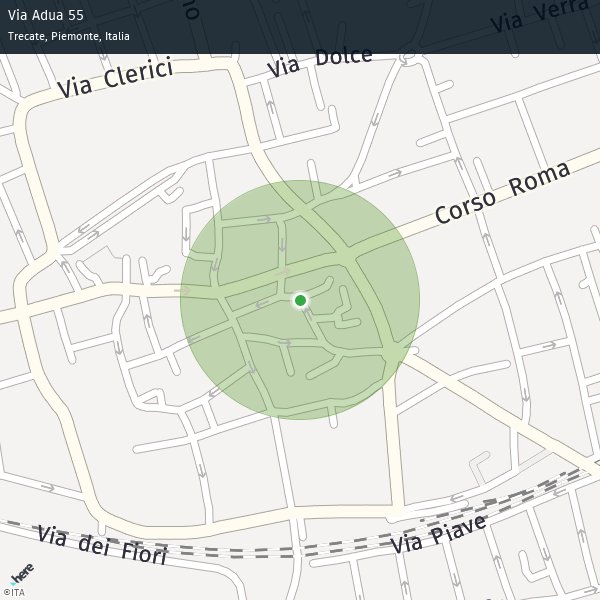 Via Adua 55
Trecate, Piemonte, Italia
Via Verra
Via Dolce
Via Clerici
Corso Roma
Via dei Fiori
Via Piave
here
©ITA